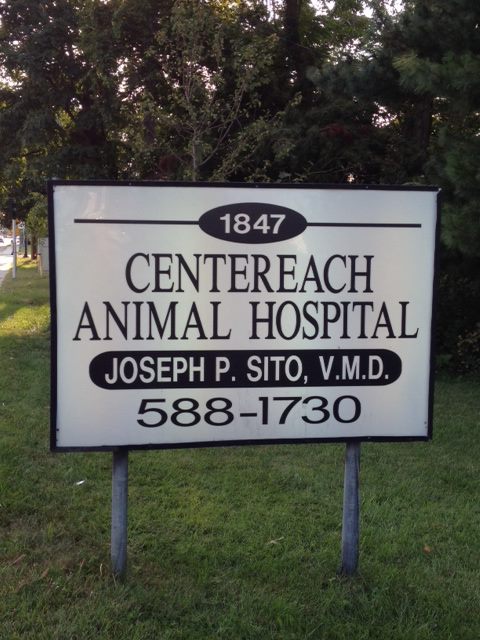 1847
CENTEREACH
ANIMAL HOSPITAL
JOSEPH P. SITO, V.M.D.
588-1730